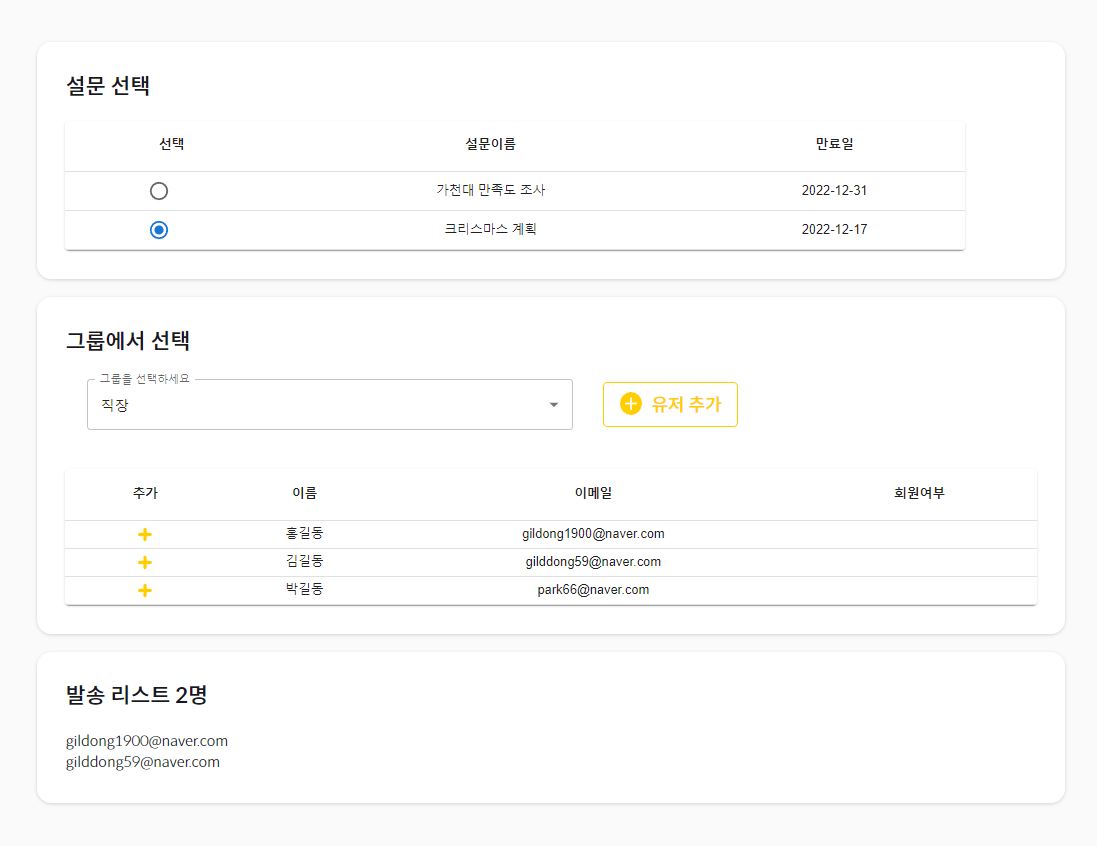 설문 선택
선택 설문이름 만료일
가천대 만족도 조사 2022-12-31
크리스마스 계획 2022-12-17
그룹에서 선택
그룹을 선택하세요
직장
유저 추가
추가 이름 이메일 회원여부
홍길동 gildong1900@naver.com
김길동 gilddong59@naver.com
박길동 park66@naver.com
발송 리스트 2명
gildong1900@naver.com
gilddong59@naver.com